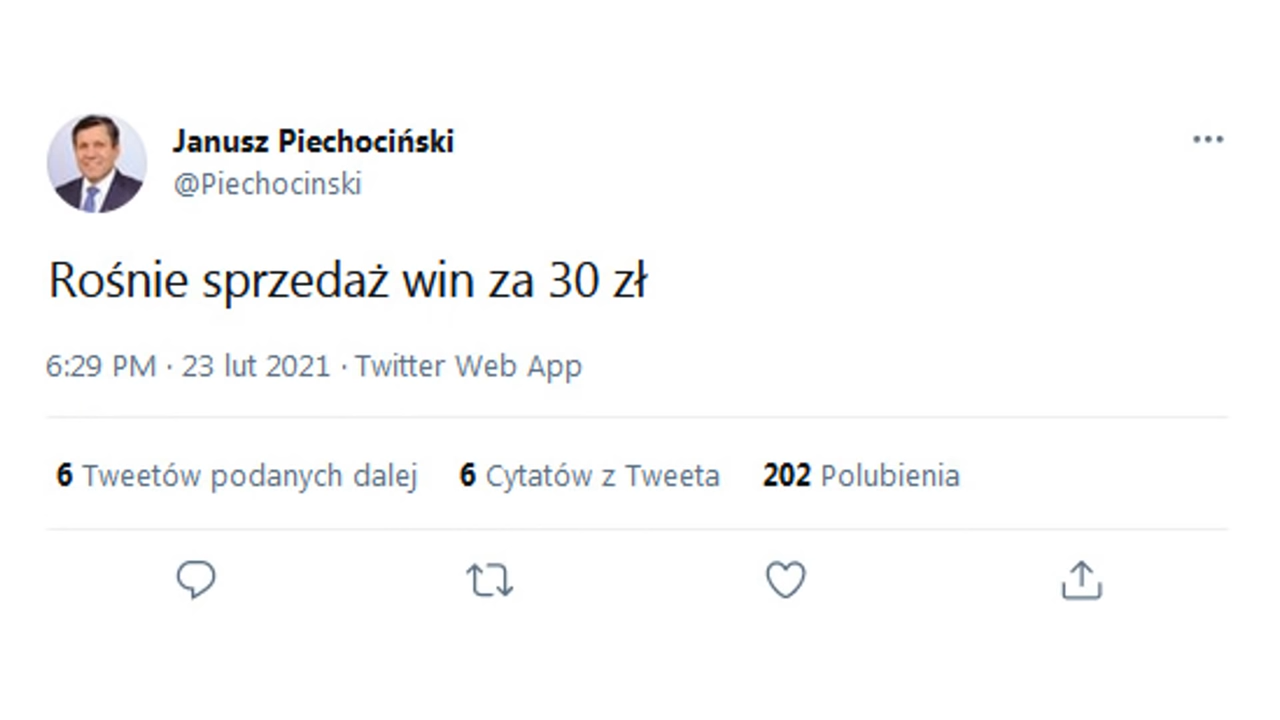 Janusz Piechociński
@Piechocinski
Rośnie sprzedaż win za 30 zł
6:29 PM · 23 lut 2021 · Twitter Web App
6 Tweetów podanych dalej 6 Cytatów z Tweeta 202 Polubienia